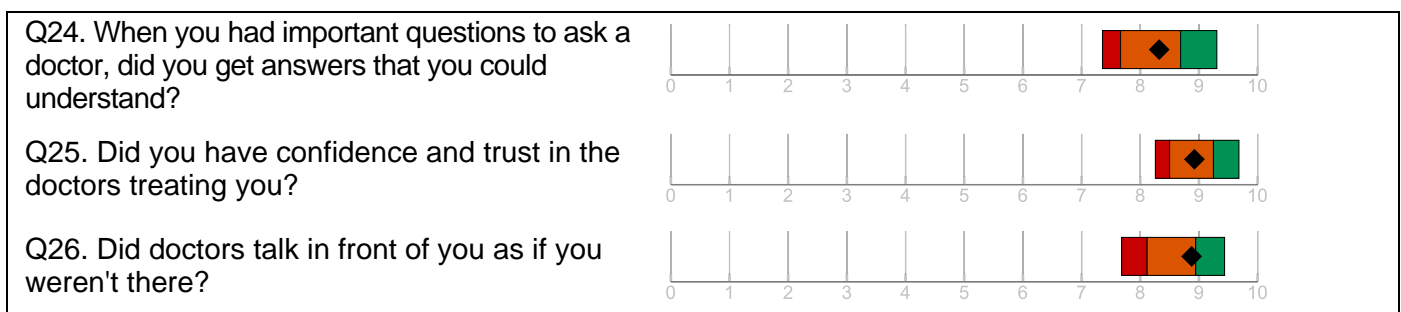 Q24. When you had important questions to ask a
doctor, did you get answers that you could
understand?
0 1 2 3 4 5 6 7 8 9 10
Q25. Did you have confidence and trust in the
doctors treating you?
0 1 2 3 4 5 6 7 8 9 10
Q26. Did doctors talk in front of you as if you
weren't there?
0 1 2 3 4 5 6 7 8 9 10